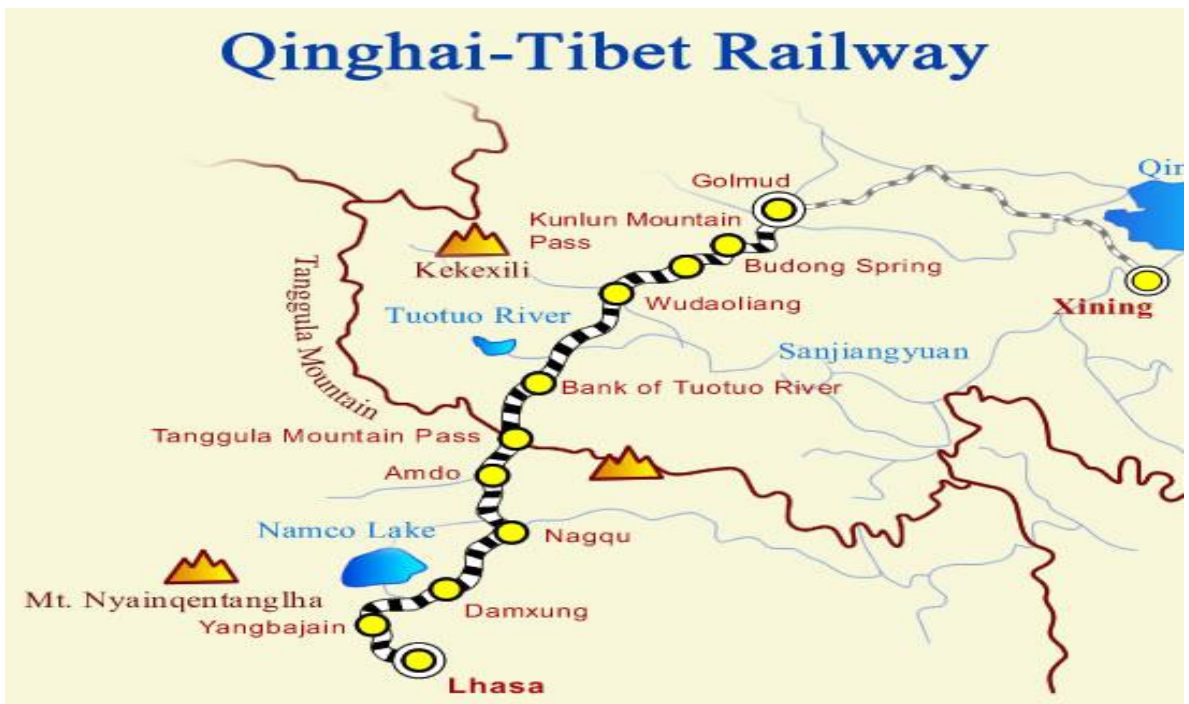 Qinghai-Tibet Railway
Golmud
Qin
Kunlun Mountain
Pass
Kekexili
Budong Spring
Tanggula Mountain
Wudaoliang
Xining
Tuotuo River
Sanjiangyuan
Bank of Tuotuo River
Tanggula Mountain Pass
Amdo
Namco Lake
Nagqu
Mt. Nyainqentanglha
Damxung
Yangbajain
Lhasa